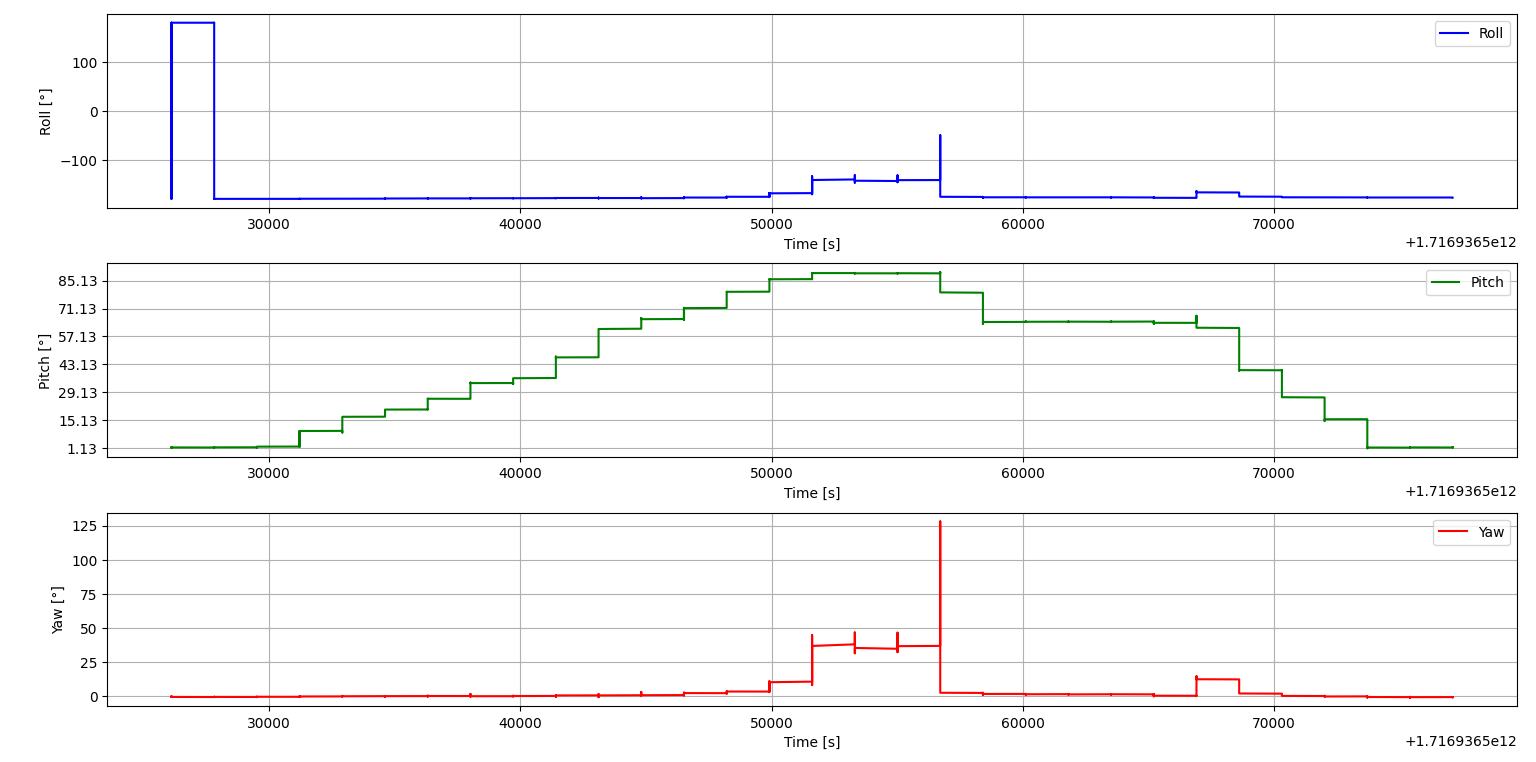 Roll [°]
100
0
−100
Roll
30000 40000 50000 60000 70000
Time [s]
+1.7169365e12
Pitch [°]
85.13
71.13
57.13
43.13
29.13
15.13
1.13
Pitch
30000 40000 50000 60000 70000
Time [s]
+1.7169365e12
Yaw [°]
125
100
75
50
25
0
Yaw
30000 40000 50000 60000 70000
Time [s]
+1.7169365e12